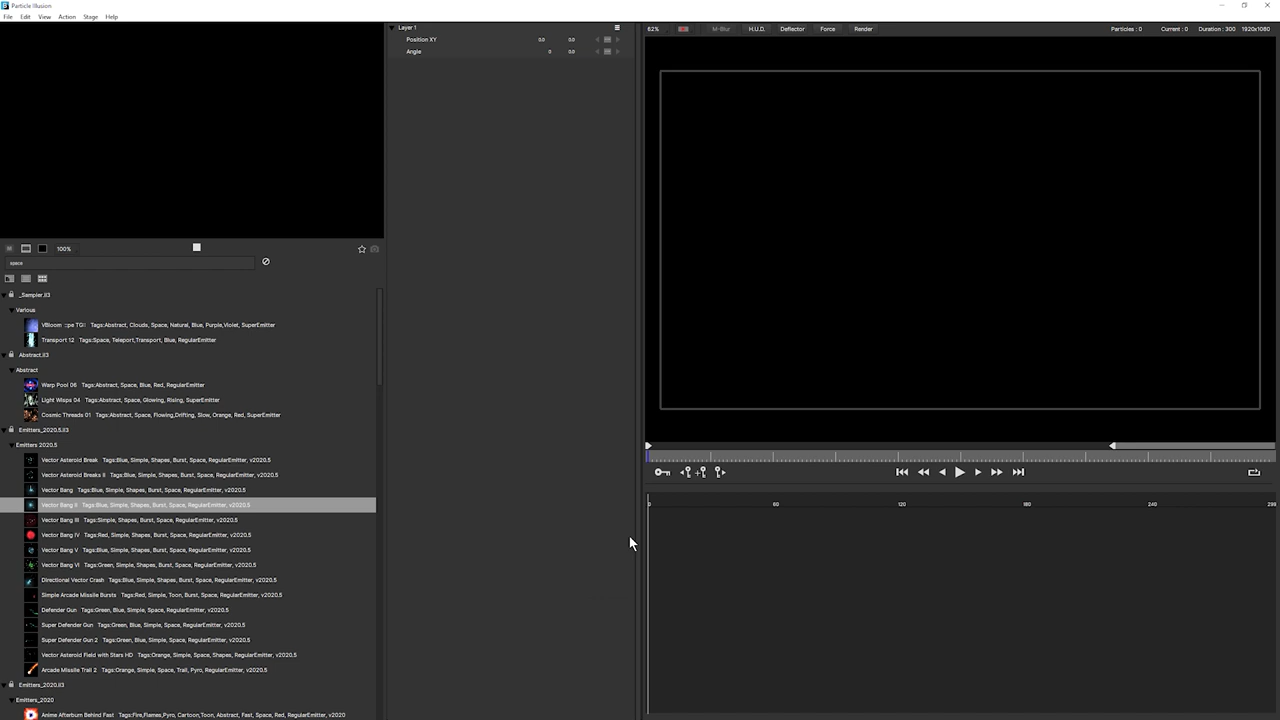 Particle Illusion
File Edit View Action Stage Help
Layer 1
Position XY 0.0 0.0
Angle 0 0.0
62% M-Blur H.U.D. Deflector Force Render Particles : 0 Current : 0 Duration : 300 1920x1080
100%
space
_Sampler.il3
Various
Transport 12 Tags:Space, Teleport,Transport, Blue, RegularEmitter
Abstract.il3
Abstract
Warp Pool 06 Tags:Abstract, Space, Blue, Red, RegularEmitter
Light Wisps 04 Tags:Abstract, Space, Glowing, Rising, SuperEmitter
Cosmic Threads 01 Tags:Abstract, Space, Flowing,Drifting, Slow, Orange, Red, SuperEmitter
Emitters_2020.5.il3
Emitters 2020.5
Vector Asteroid Break Tags:Blue, Simple, Shapes, Burst, Space, RegularEmitter, v2020.5
Vector Asteroid Breaks II Tags:Blue, Simple, Shapes, Burst, Space, RegularEmitter, v2020.5
Vector Bang Tags:Blue, Simple, Shapes, Burst, Space, RegularEmitter, v2020.5
Vector Bang II Tags:Blue, Simple, Shapes, Burst, Space, RegularEmitter, v2020.5
Vector Bang III Tags:Simple, Shapes, Burst, Space, RegularEmitter, v2020.5
Vector Bang IV Tags:Red, Simple, Shapes, Burst, Space, RegularEmitter, v2020.5
Vector Bang V Tags:Blue, Simple, Shapes, Burst, Space, RegularEmitter, v2020.5
Vector Bang VI Tags:Green, Simple, Shapes, Burst, Space, RegularEmitter, v2020.5
Directional Vector Crash Tags:Blue, Simple, Shapes, Burst, Space, RegularEmitter, v2020.5
Simple Arcade Missile Bursts Tags:Red, Simple, Toon, Burst, Space, RegularEmitter, v2020.5
Defender Gun Tags:Green, Blue, Simple, Space, RegularEmitter, v2020.5
Super Defender Gun Tags:Green, Blue, Simple, Space, RegularEmitter, v2020.5
Super Defender Gun 2 Tags:Green, Blue, Simple, Space, RegularEmitter, v2020.5
Vector Asteroid Field with Stars HD Tags:Orange, Simple, Space, Shapes, RegularEmitter, v2020.5
Arcade Missile Trail 2 Tags:Orange, Simple, Space, Trail, Pyro, RegularEmitter, v2020.5
Emitters_2020.il3
Emitters_2020
Anime Afterburn Behind Fast Tags:Fire,Flames,Pyro, Cartoon,Toon, Abstract, Fast, Space, Red, RegularEmitter, v2020
0 60 120 180 240 299